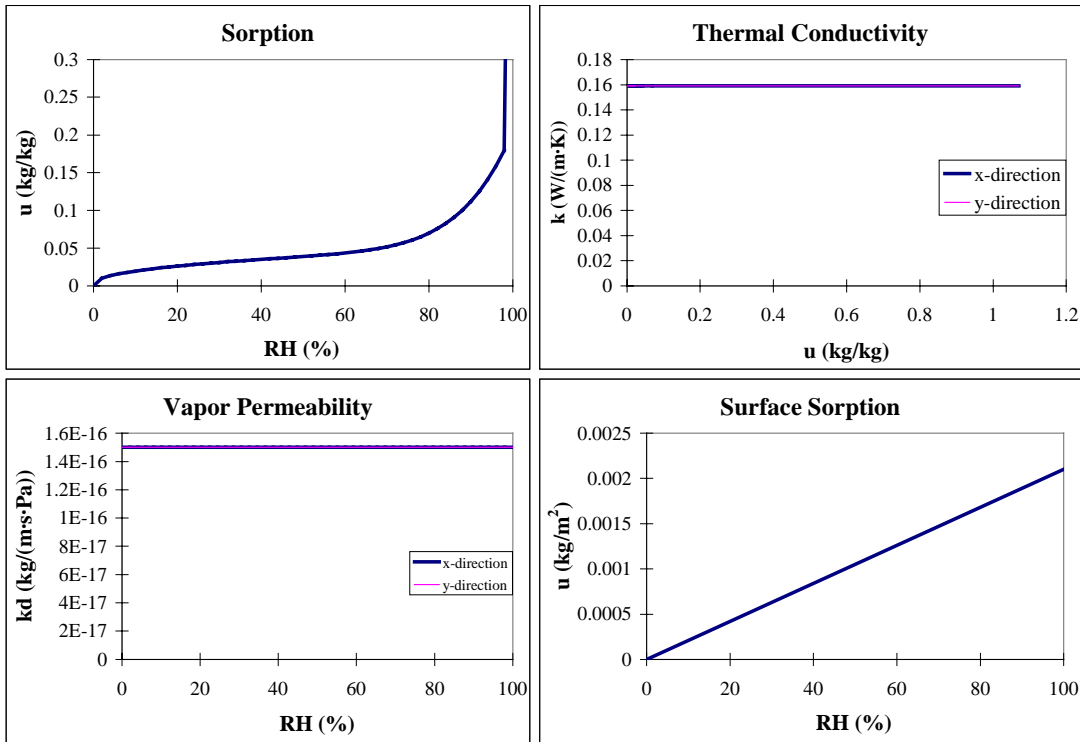 Sorption
u (kg/kg)
0.3
0.25
0.2
0.15
0.1
0.05
0
0 20 40 60 80 100
RH (%)
Thermal Conductivity
k (W/(m·K))
0.18
0.16
0.14
0.12
0.1
0.08
0.06
0.04
0.02
0
0 0.2 0.4 0.6 0.8 1 1.2
u (kg/kg)
x-direction
y-direction
Vapor Permeability
kd (kg/(m·s·Pa))
1.6E-16
1.4E-16
1.2E-16
1E-16
8E-17
6E-17
4E-17
2E-17
0
0 20 40 60 80 100
RH (%)
x-direction
y-direction
Surface Sorption
u (kg/m²)
0.0025
0.002
0.0015
0.001
0.0005
0
0 20 40 60 80 100
RH (%)